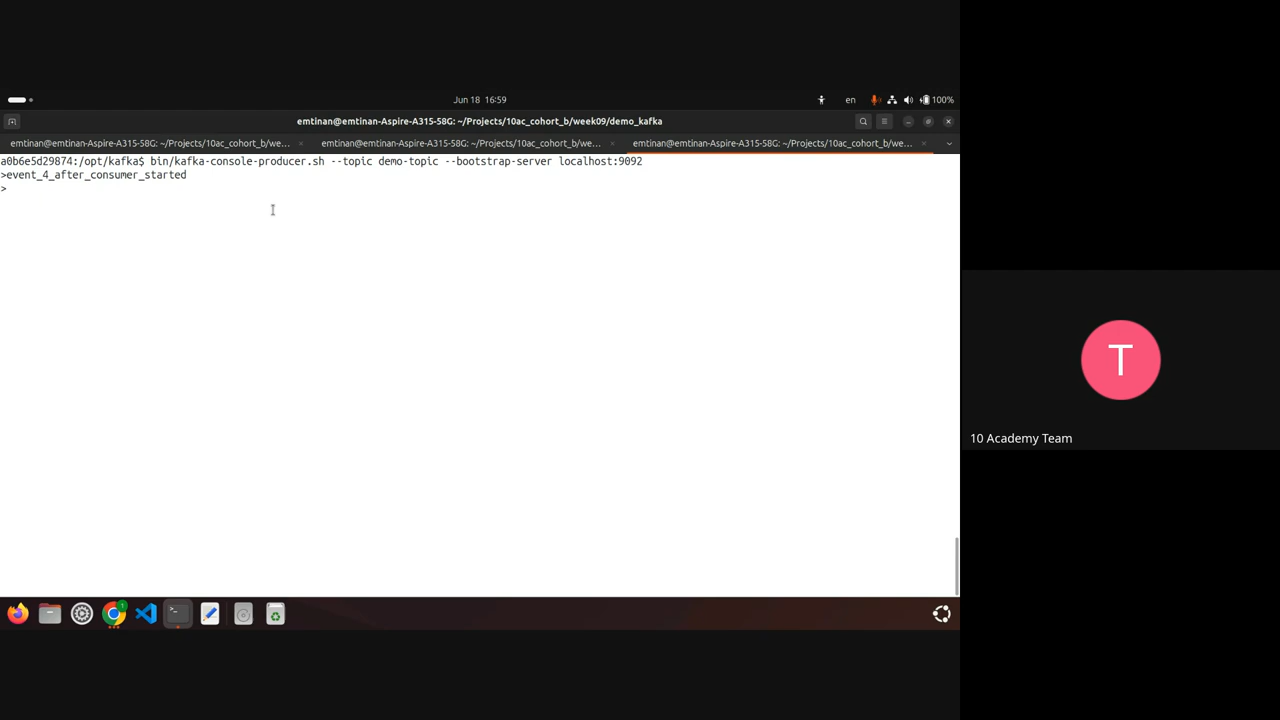 Jun 18 16:59
en
100%
emtinan@emtinan-Aspire-A315-58G: ~/Projects/10ac_cohort_b/week09/demo_kafka
emtinan@emtinan-Aspire-A315-58G: ~/Projects/10ac_cohort_b/we...
emtinan@emtinan-Aspire-A315-58G: ~/Projects/10ac_cohort_b/we...
emtinan@emtinan-Aspire-A315-58G: ~/Projects/10ac_cohort_b/we...
a0b6e5d29874:/opt/kafka$ bin/kafka-console-producer.sh --topic demo-topic --bootstrap-server localhost:9092
>event_4_after_consumer_started
>
T
10 Academy Team